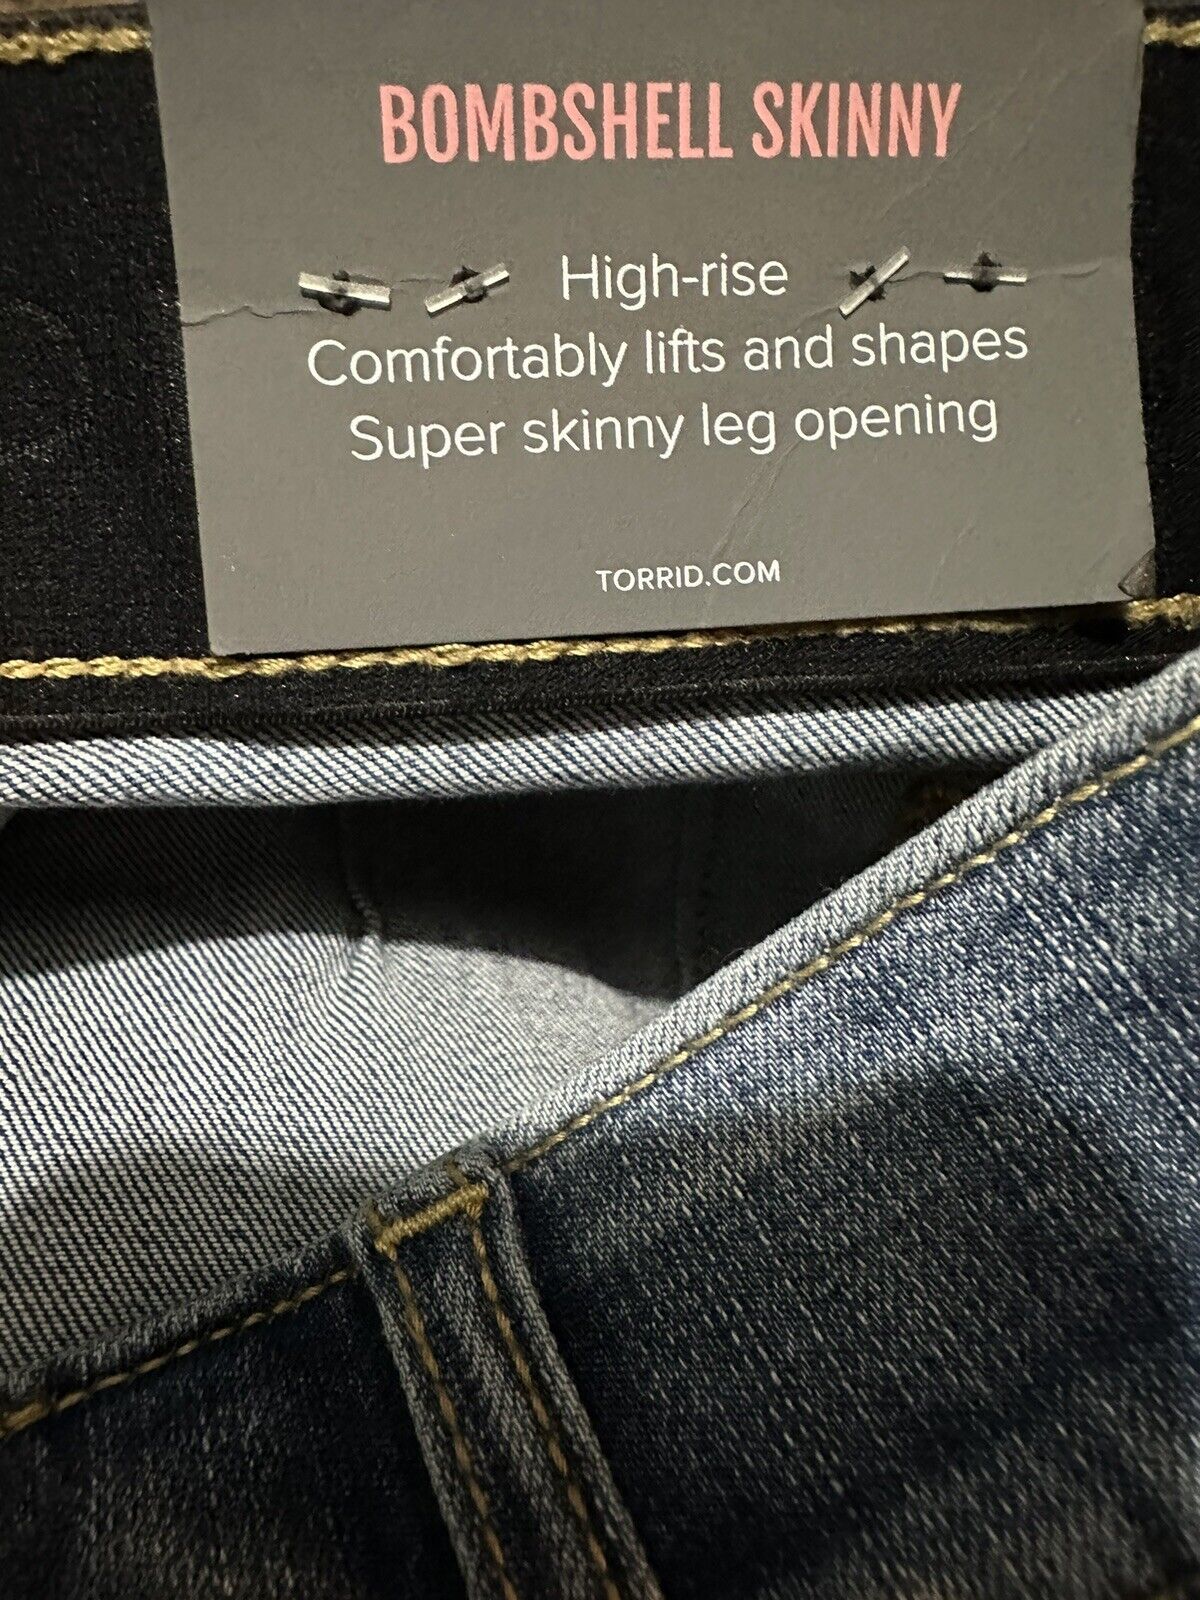 BOMBSHELL SKINNY
High-rise
Comfortably lifts and shapes
Super skinny leg opening
TORRID.COM